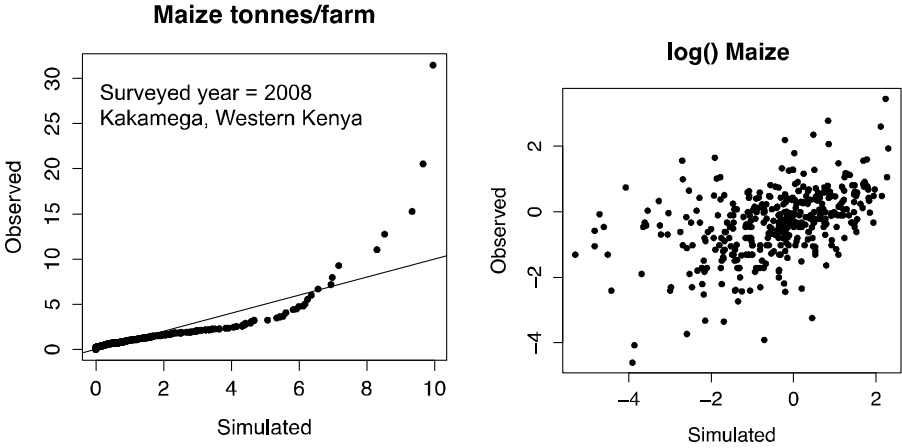 Maize tonnes/farm
Surveyed year = 2008
Kakamega, Western Kenya
Observed
30
25
20
15
10
5
0
0 2 4 6 8 10
Simulated
log() Maize
Observed
2
0
−2
−4
−4 −2 0 2
Simulated